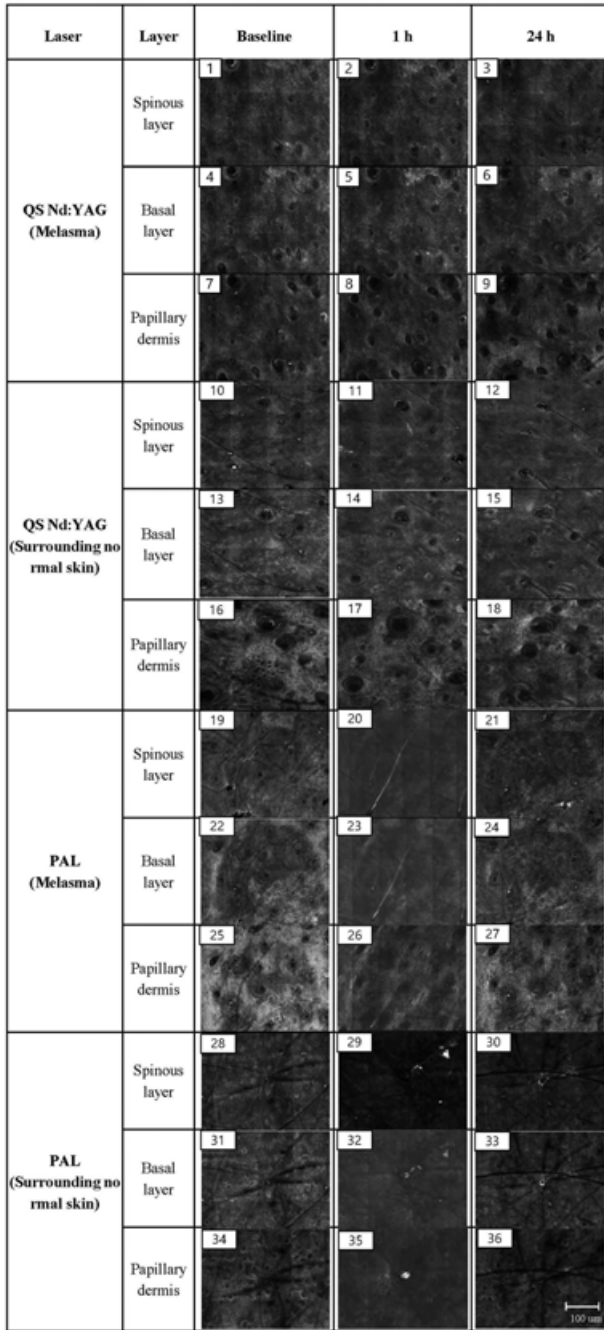 Laser Layer Baseline 1 h 24 h
1 2 3
Spinous
layer
4 5 6
QS Nd:YAG
(Melasma)
Basal
layer
7 8 9
Papillary
dermis
10 11 12
Spinous
layer
13 14 15
QS Nd:YAG
(Surrounding no
rmal skin)
Basal
layer
16 17 18
Papillary
dermis
19 20 21
Spinous
layer
22 23 24
PAL
(Melasma)
Basal
layer
25 26 27
Papillary
dermis
28 29 30
Spinous
layer
31 32 33
PAL
(Surrounding no
rmal skin)
Basal
layer
34 35 36
Papillary
dermis
100 um